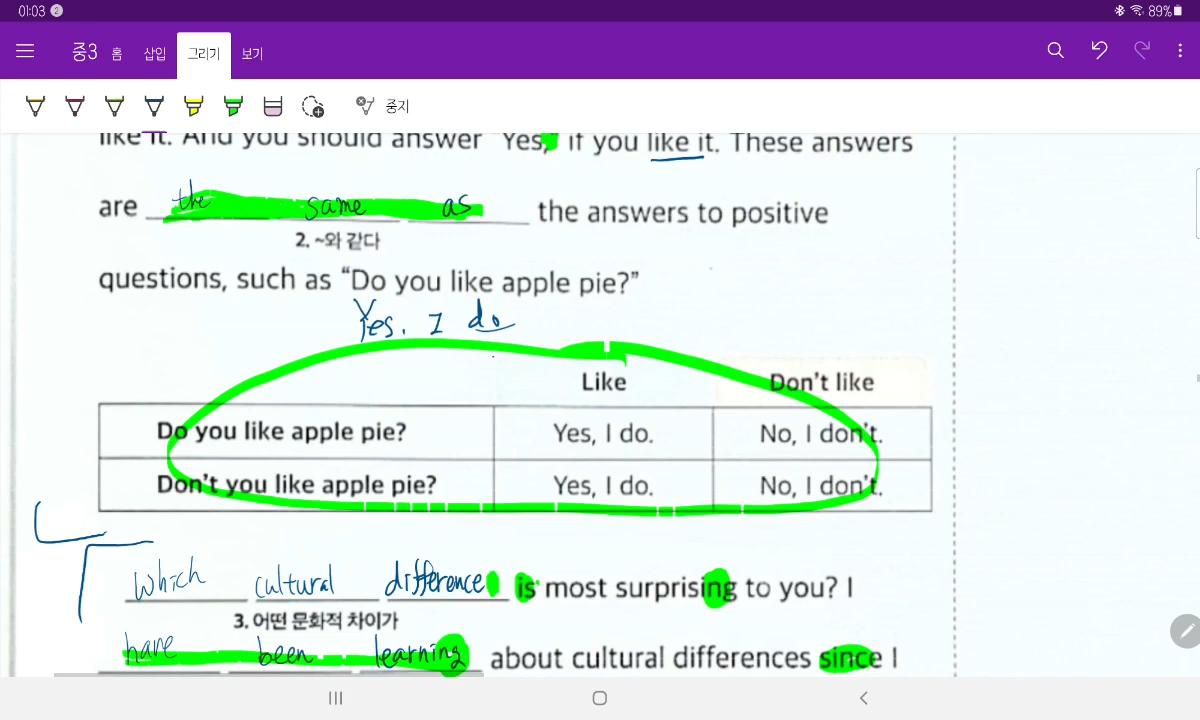 01:03 2 89%
중3 홈 삽입 그리기 보기
중지
like it. And you should answer "Yes," if you like it. These answers
are the same as the answers to positive
2. ~와 같다
questions, such as “Do you like apple pie?”
Yes. I do
Like Don't like
Do you like apple pie? Yes, I do. No, I don't.
Don't you like apple pie? Yes, I do. No, I don't.
which cultural difference is most surprising to you? I
3. 어떤 문화적 차이가
have been learning about cultural differences since I